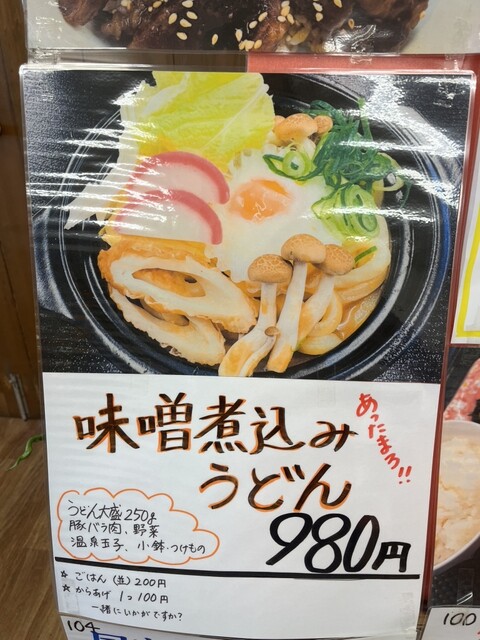 味噌煮込み
うどん
あったまろ!!
うどん大盛250g
豚バラ肉、野菜
温泉玉子、小鉢・つけもの
980円
☆ ごはん(並)200円
☆ からあげ 1コ100円
一緒にいかがですか?
104
100